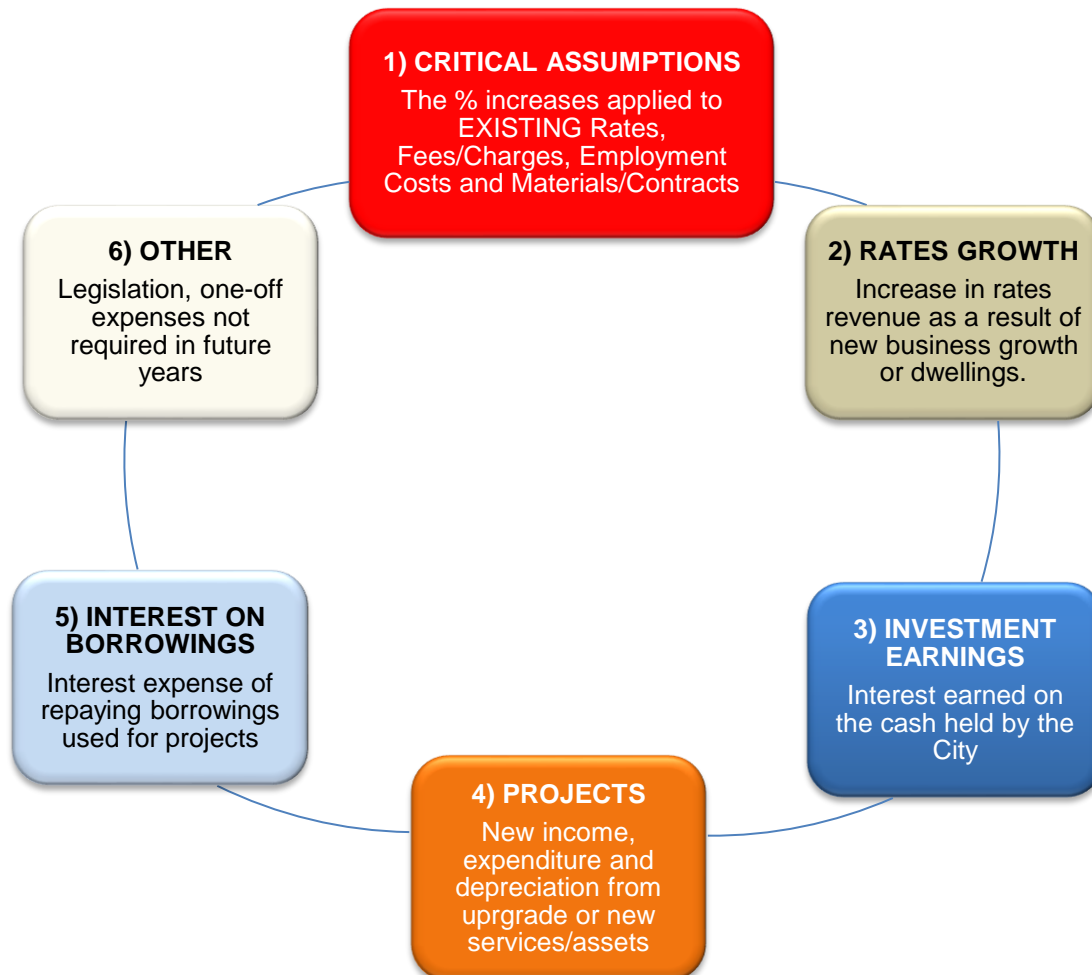 1) CRITICAL ASSUMPTIONS
The % increases applied to
EXISTING Rates,
Fees/Charges, Employment
Costs and Materials/Contracts
2) RATES GROWTH
Increase in rates
revenue as a result of
new business growth
or dwellings.
3) INVESTMENT
EARNINGS
Interest earned on
the cash held by the
City
4) PROJECTS
New income,
expenditure and
depreciation from
uprgrade or new
services/assets
5) INTEREST ON
BORROWINGS
Interest expense of
repaying borrowings
used for projects
6) OTHER
Legislation, one-off
expenses not
required in future
years